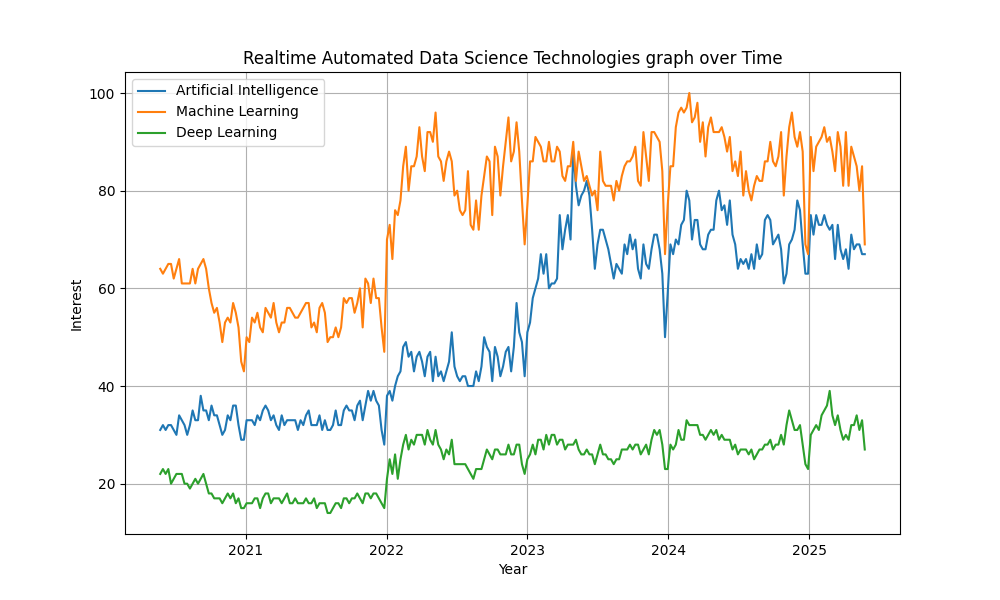 Realtime Automated Data Science Technologies graph over Time
Artificial Intelligence
Machine Learning
Deep Learning
100
80
60
40
20
Interest
2021 2022 2023 2024 2025
Year